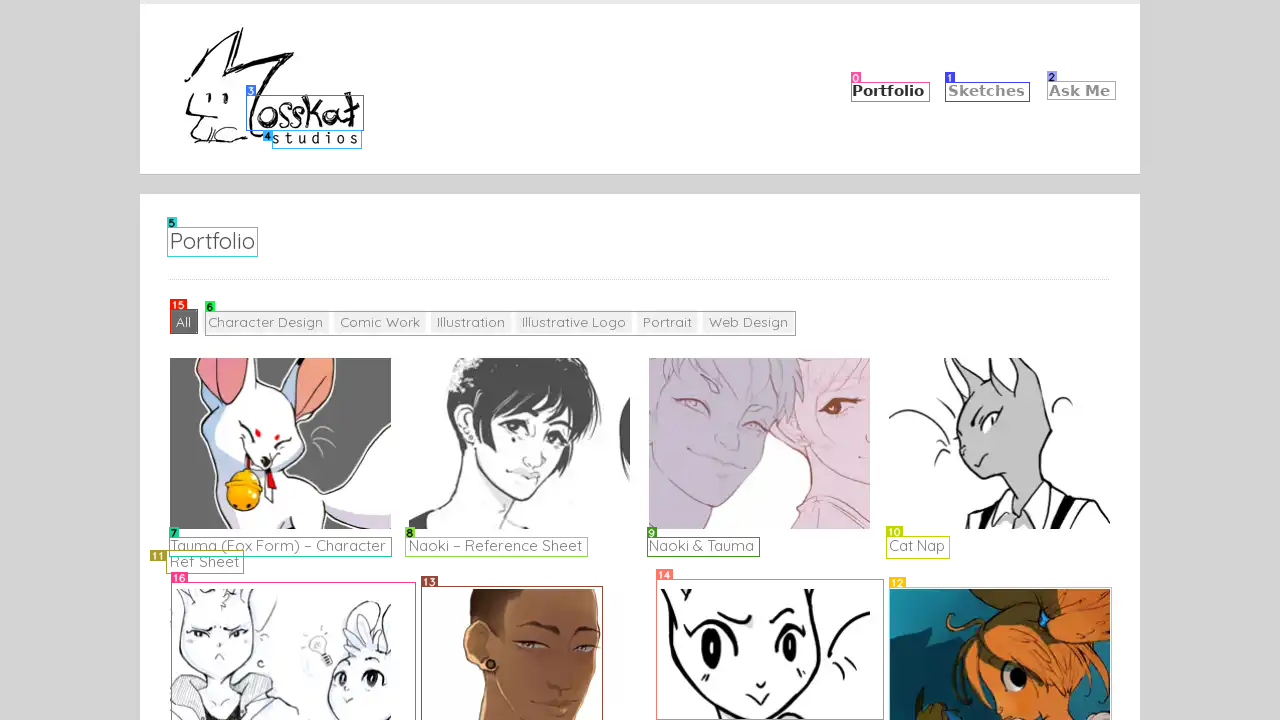 0
1
2
Portfolio
Sketches
Ask Me
3
MossKat
4
studios
5
Portfolio
15
6
All
Character Design
Comic Work
Illustration
Illustrative Logo
Portrait
Web Design
7
8
9
10
Tauma (Fox Form) – Character
Naoki – Reference Sheet
Naoki & Tauma
Cat Nap
11
Ref Sheet
16
13
14
12